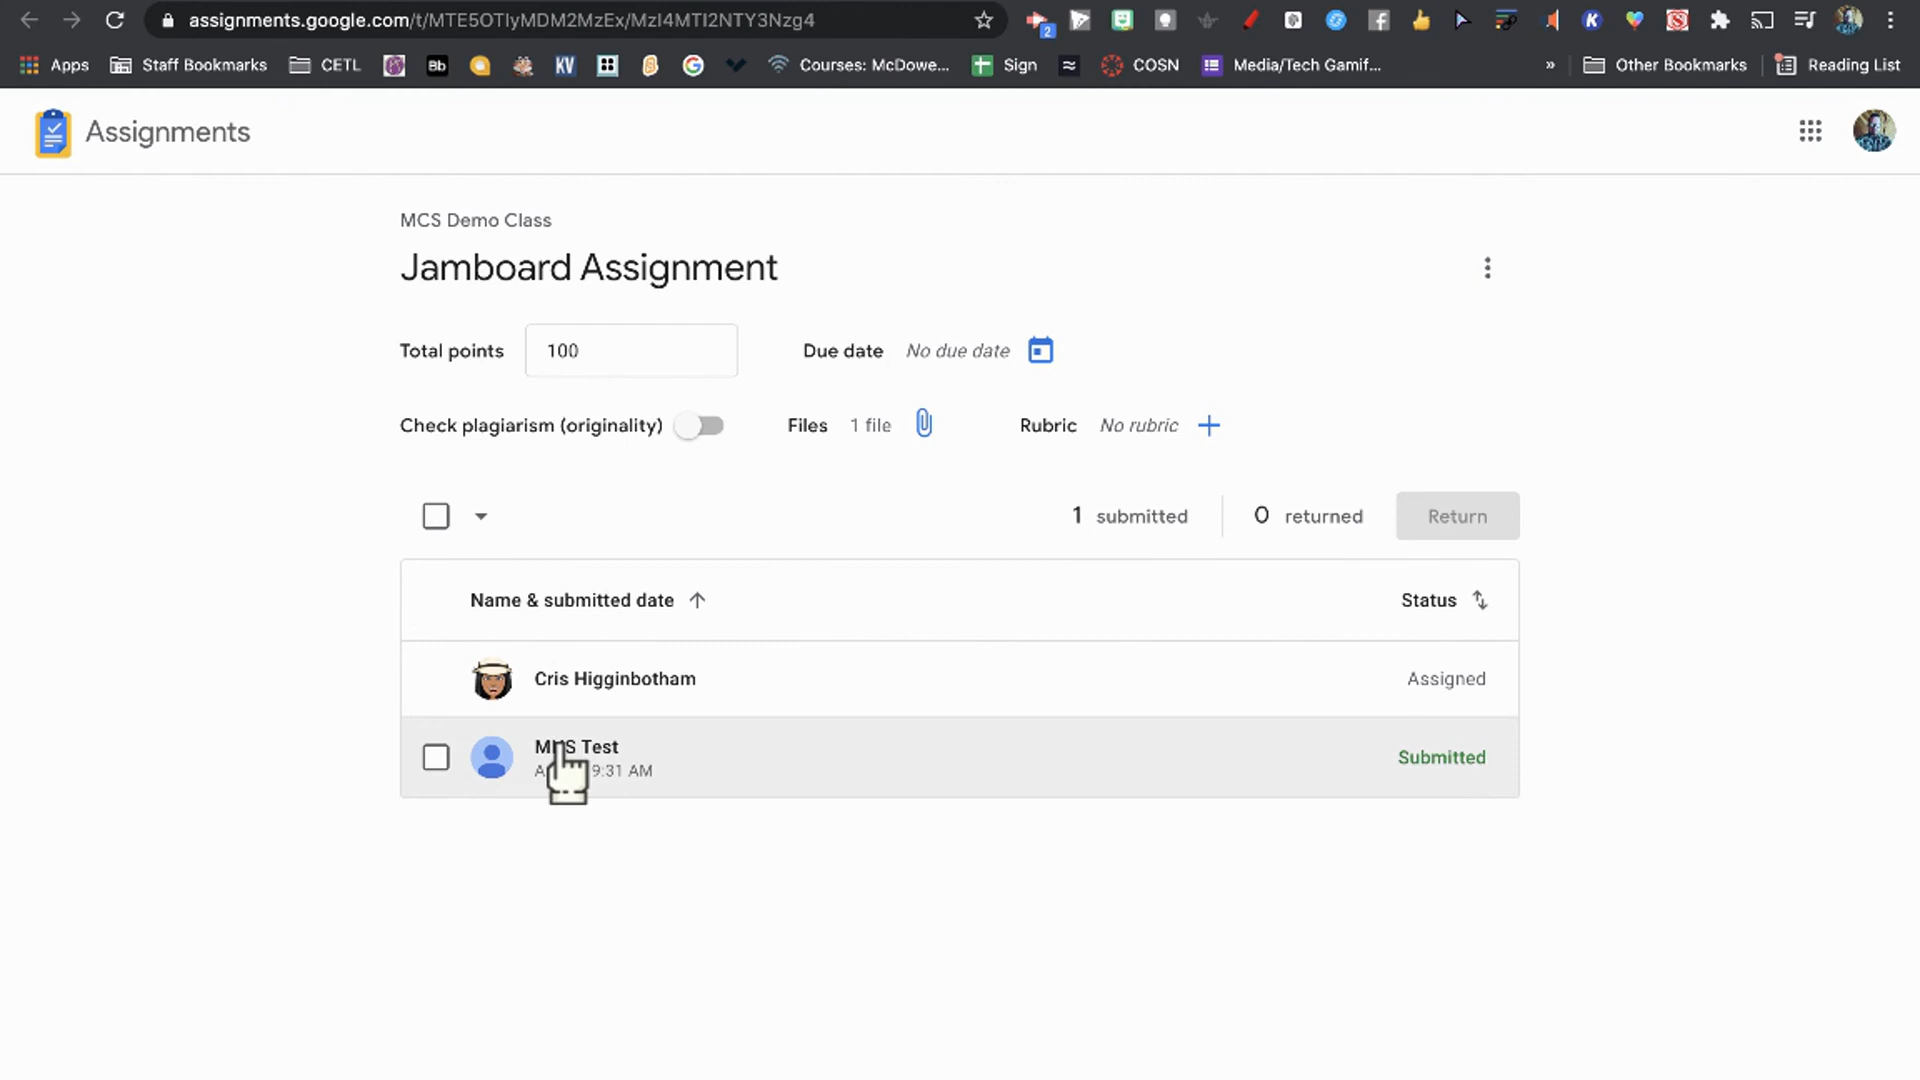 assignments.google.com/t/MTE5OTIyMDM2MzEx/MzI4MTI2NTY3Nzg4
2
Apps
Staff Bookmarks
CETL
Bb
KV
Courses: McDowe...
Sign
COSN
Media/Tech Gamif...
»
Other Bookmarks
Reading List
Assignments
MCS Demo Class
Jamboard Assignment
Total points
100
Due date
No due date
Check plagiarism (originality)
Files
1 file
Rubric
No rubric
1 submitted
0 returned
Return
Name & submitted date
Status
Cris Higginbotham
Assigned
Test
9:31 AM
Submitted